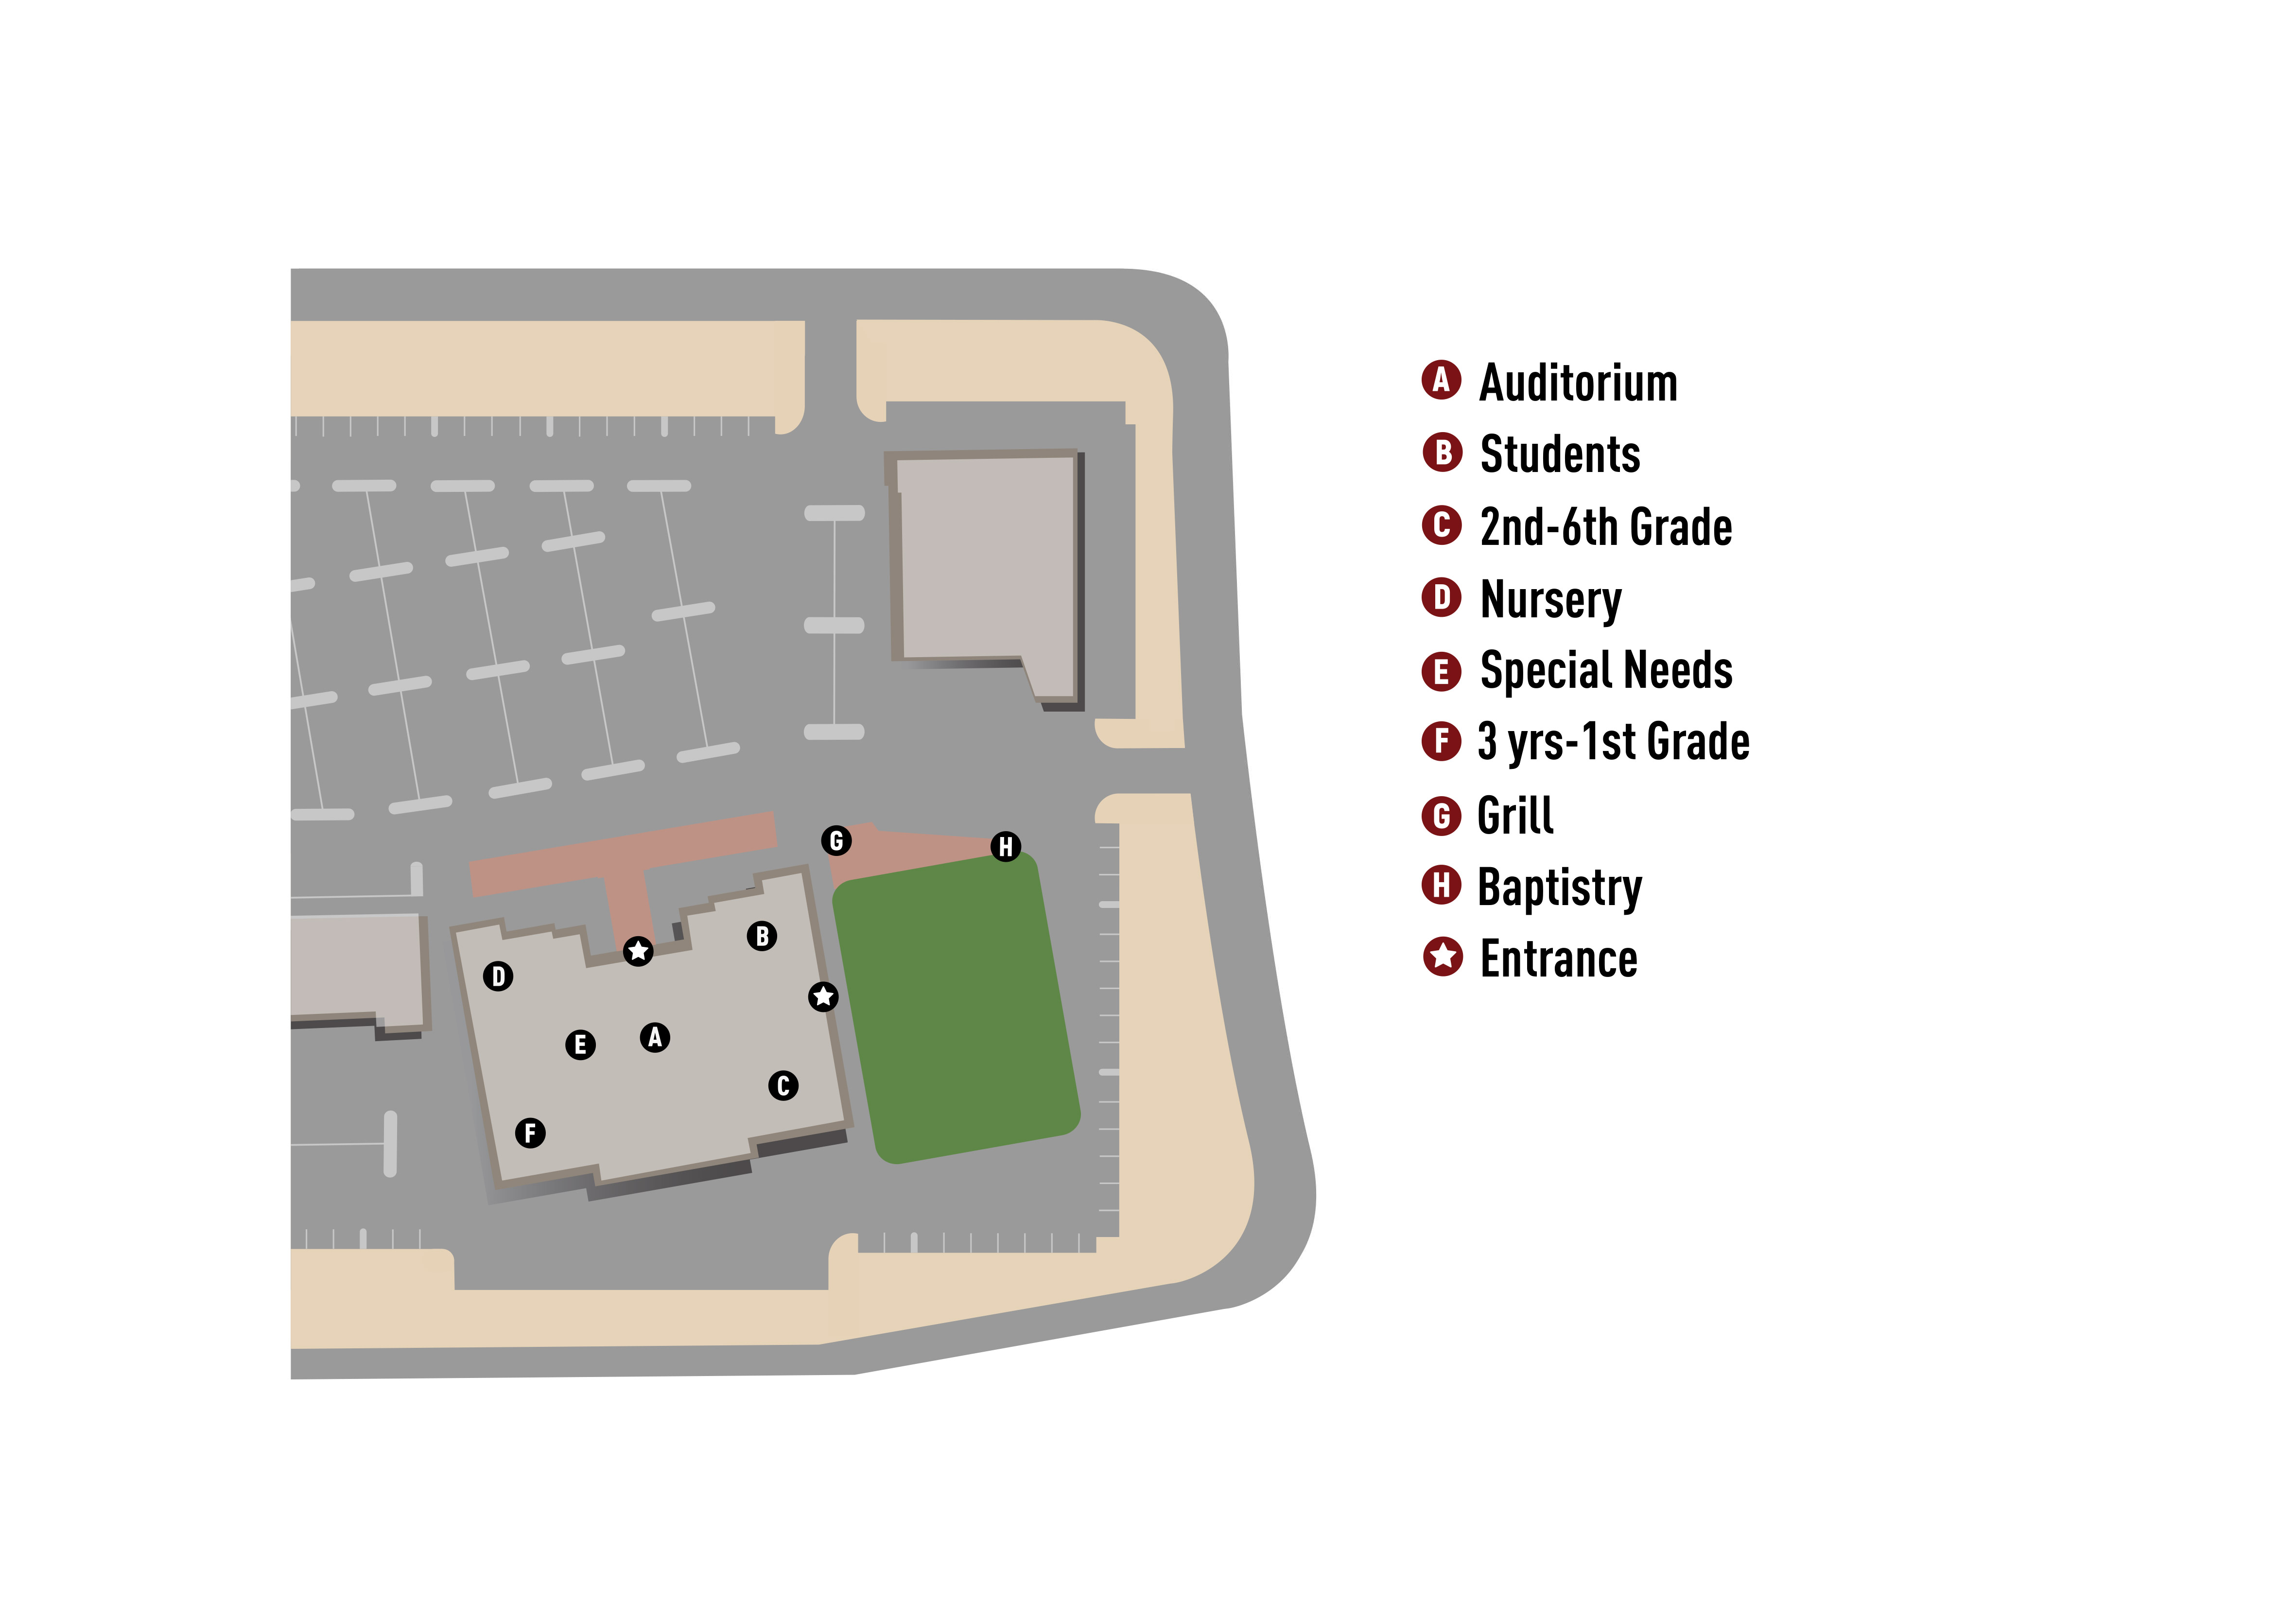 G
H
B
D
E
A
C
F
A Auditorium
B Students
C 2nd-6th Grade
D Nursery
E Special Needs
F 3 yrs-1st Grade
G Grill
H Baptistry
Entrance